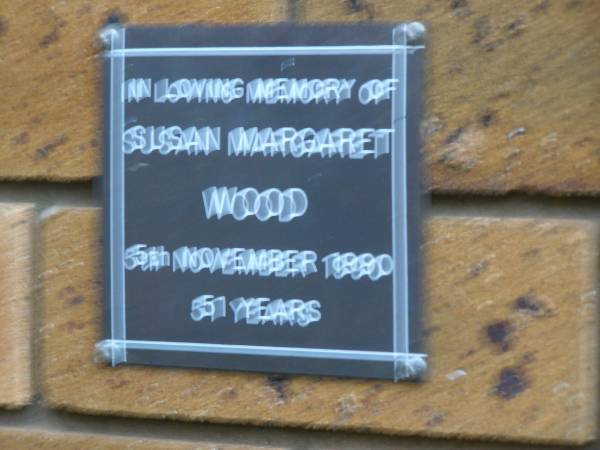 IN LOVING MEMORY OF
SUSAN MARGARET
WOOD
5th NOVEMBER 1990
51 YEARS